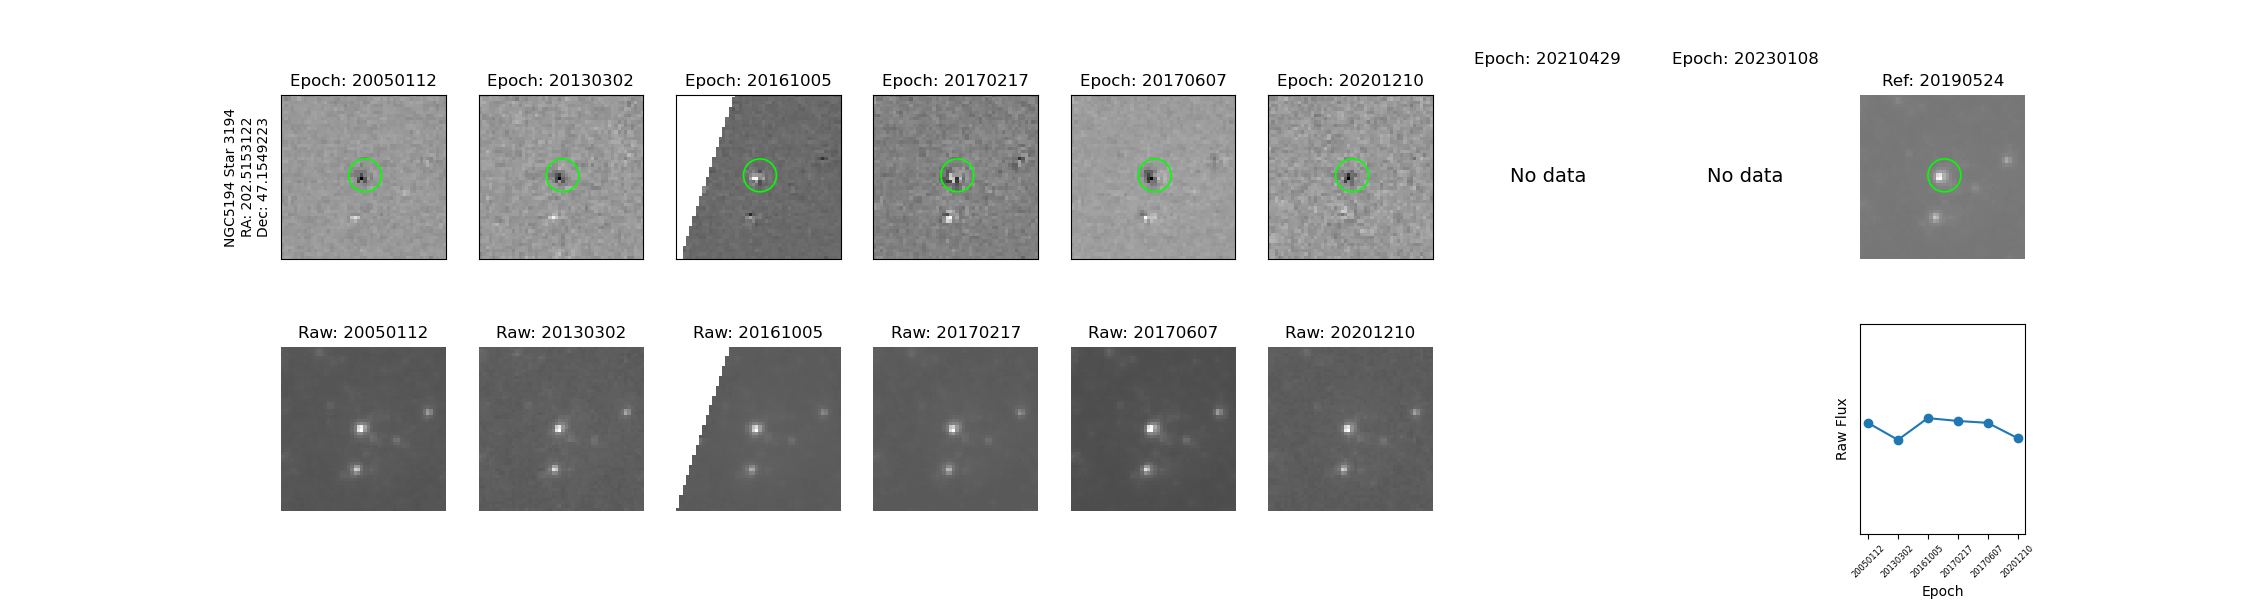 Epoch: 20210429
Epoch: 20230108
Epoch: 20050112
Epoch: 20130302
Epoch: 20161005
Epoch: 20170217
Epoch: 20170607
Epoch: 20201210
Ref: 20190524
NGC5194 Star 3194
RA: 202.5153122
Dec: 47.1549223
No data
No data
Raw: 20050112
Raw: 20130302
Raw: 20161005
Raw: 20170217
Raw: 20170607
Raw: 20201210
Raw Flux
20050112
20130302
20161005
20170217
20170607
20201210
Epoch